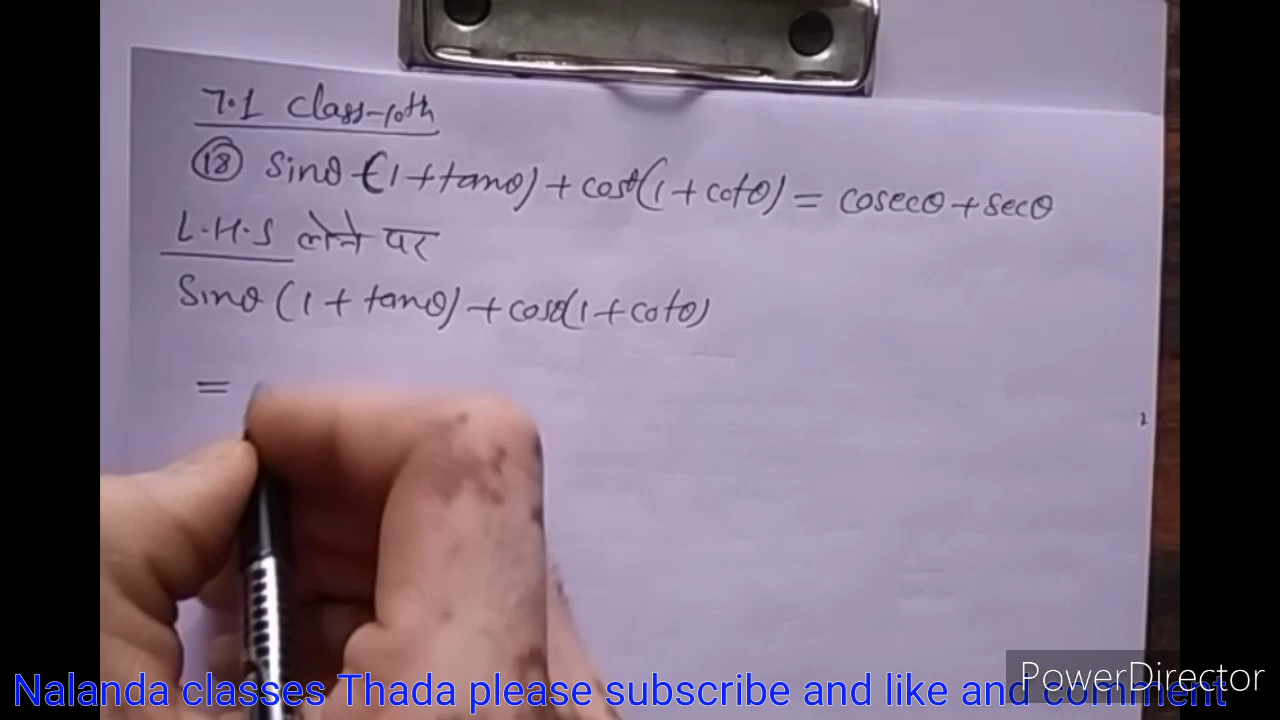 7.1 Class-10th
(18) Sinθ (1+tanθ) + cosθ(1+cotθ) = cosecθ + secθ
L.H.S लेने पर
Sinθ (1 + tanθ) + cosθ(1+cotθ)
=
PowerDirector
Nalanda classes Thada please subscribe and like and comment